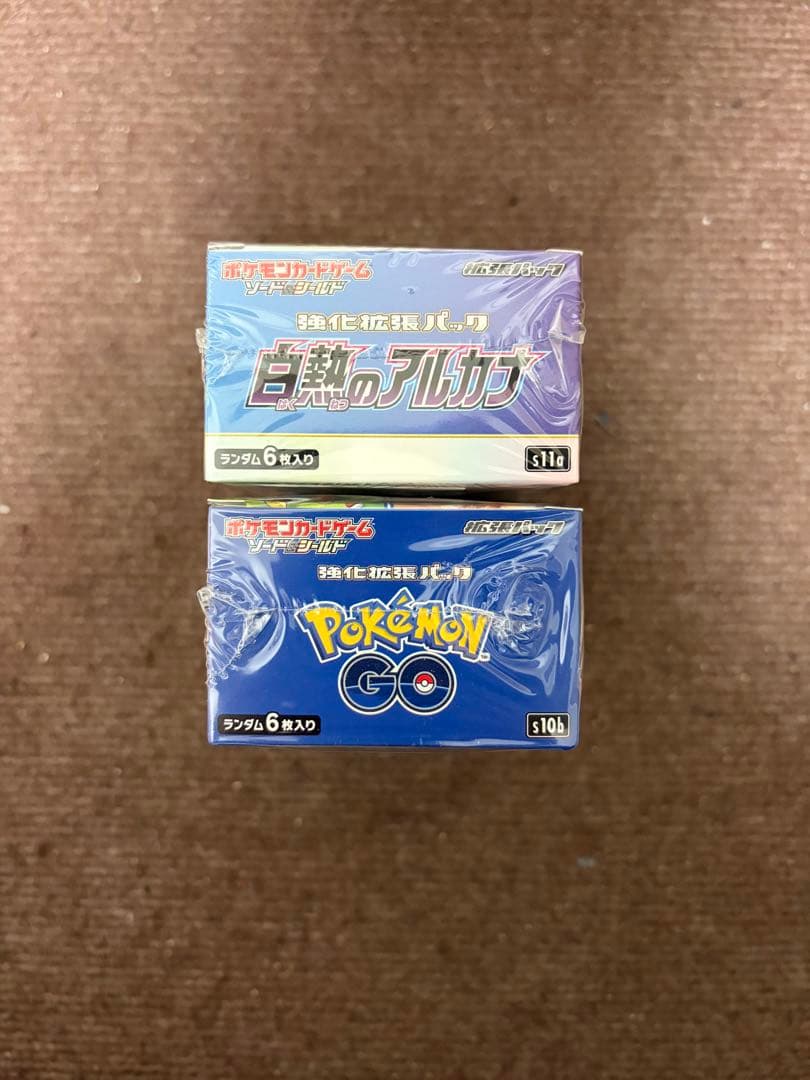 ポケモンカードゲーム 拡張パック
ソード&シールド
強化拡張パック
白熱のアルカナ
はく ねつ
ランダム6枚入り s11a
ポケモンカードゲーム 拡張パック
ソード&シールド
強化拡張パック
POKÉMON
GO
ランダム6枚入り s10b